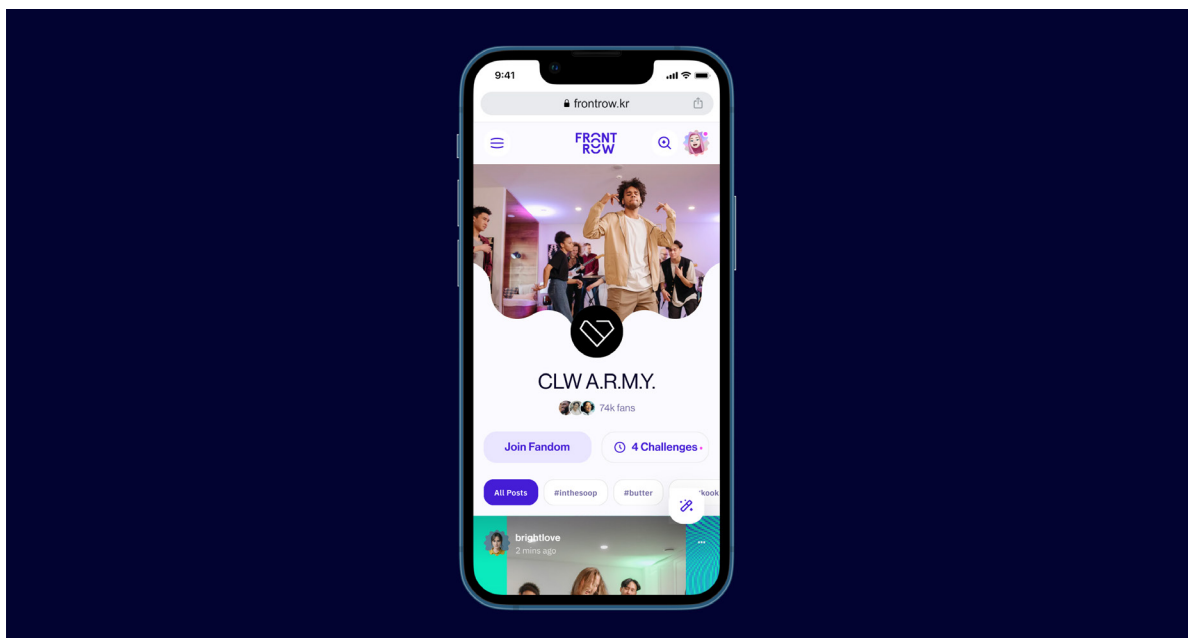 9:41
frontrow.kr
FRONT
ROW
CLW A.R.M.Y.
74k fans
Join Fandom
4 Challenges
All Posts
#inthesoop
#butter
brightlove
2 mins ago